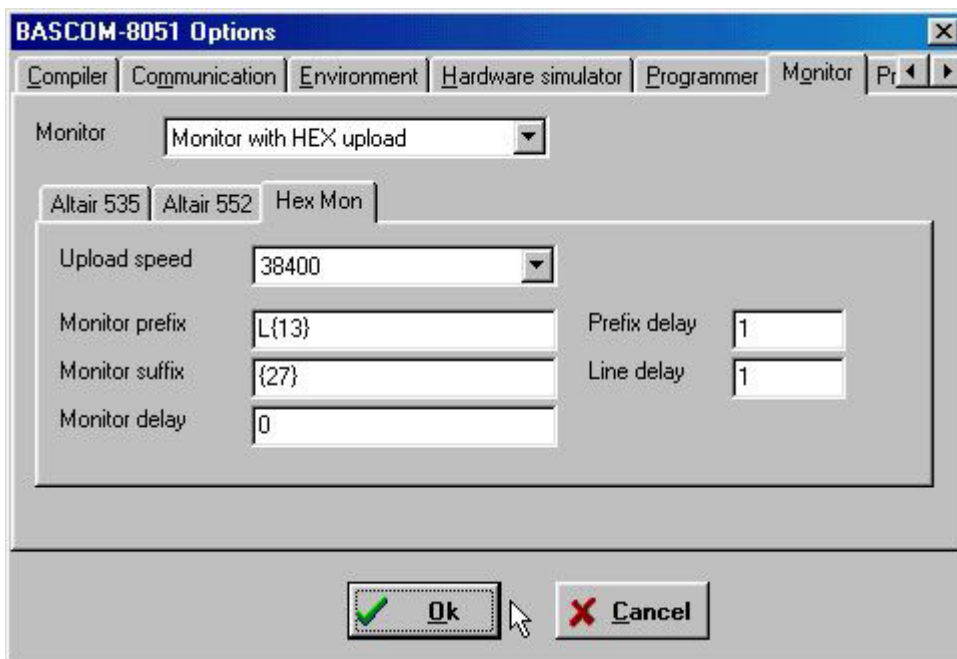 BASCOM-8051 Options
Compiler Communication Environment Hardware simulator Programmer Monitor Pr
Monitor Monitor with HEX upload
Altair 535 Altair 552 Hex Mon
Upload speed 38400
Monitor prefix L{13} Prefix delay 1
Monitor suffix {27} Line delay 1
Monitor delay 0
Ok Cancel